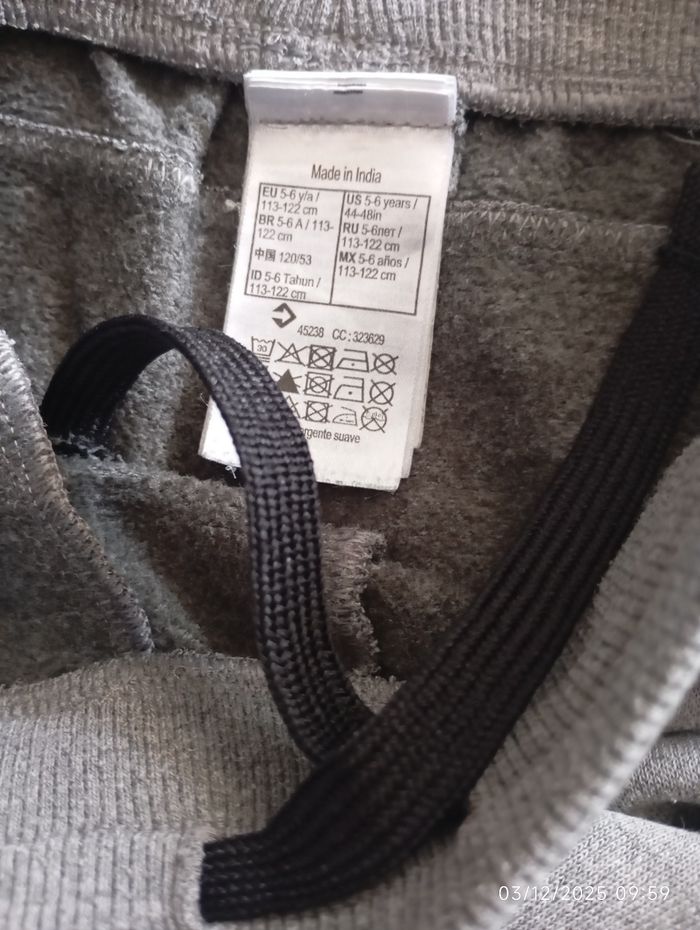 Made in India
EU 5-6 y/a /
113-122 cm
BR 5-6 A / 113-
122 cm
中国 120/53
ID 5-6 Tahun /
113-122 cm
US 5-6 years /
44-48in
RU 5-6лет /
113-122 cm
MX 5-6 años /
113-122 cm
45238 CC : 323629
30
suave
03/12/2025 09:59